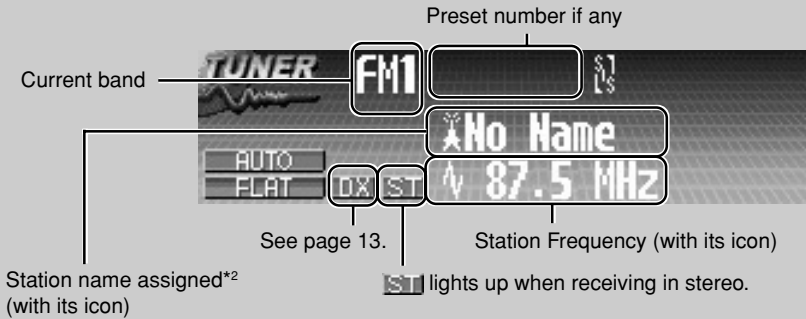 Preset number if any
TUNER FM1
Current band
No Name
AUTO
FLAT DX ST 87.5 MHz
See page 13. Station Frequency (with its icon)
Station name assigned*2
(with its icon)
ST lights up when receiving in stereo.